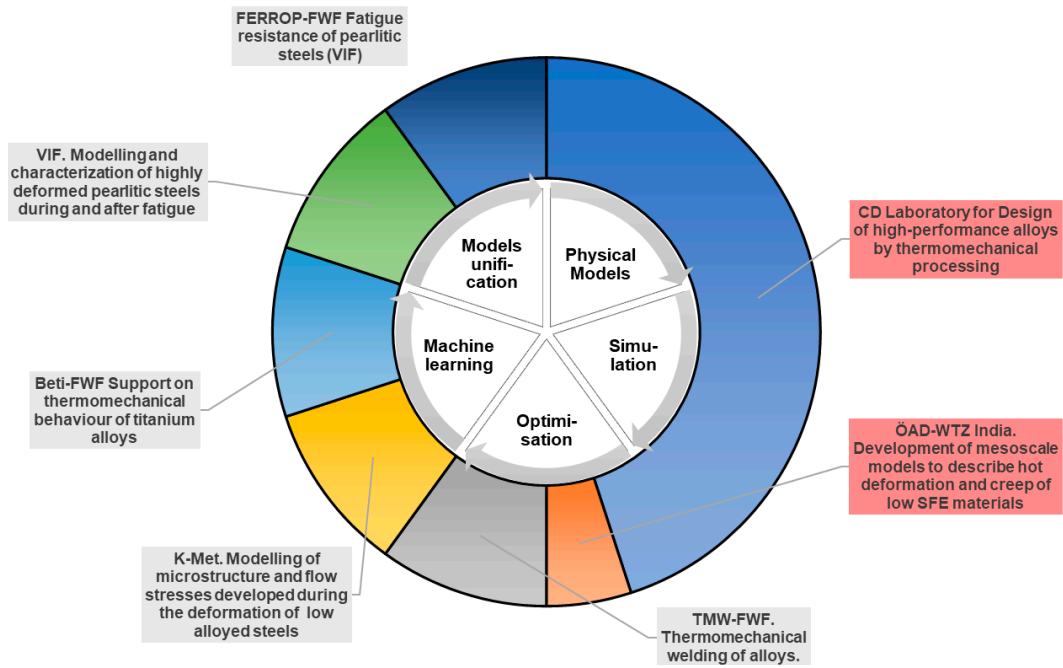 FERROP-FWF Fatigue
resistance of pearlitic
steels (VIF)
VIF. Modelling and
characterization of highly
deformed pearlitic steels
during and after fatigue
CD Laboratory for Design
of high-performance alloys
by thermomechanical
processing
Models
unifi-
cation
Physical
Models
Machine
learning
Simu-
lation
Optimi-
sation
Beti-FWF Support on
thermomechanical
behaviour of titanium
alloys
ÖAD-WTZ India.
Development of mesoscale
models to describe hot
deformation and creep of
low SFE materials
K-Met. Modelling of
microstructure and flow
stresses developed during
the deformation of low
alloyed steels
TMW-FWF.
Thermomechanical
welding of alloys.